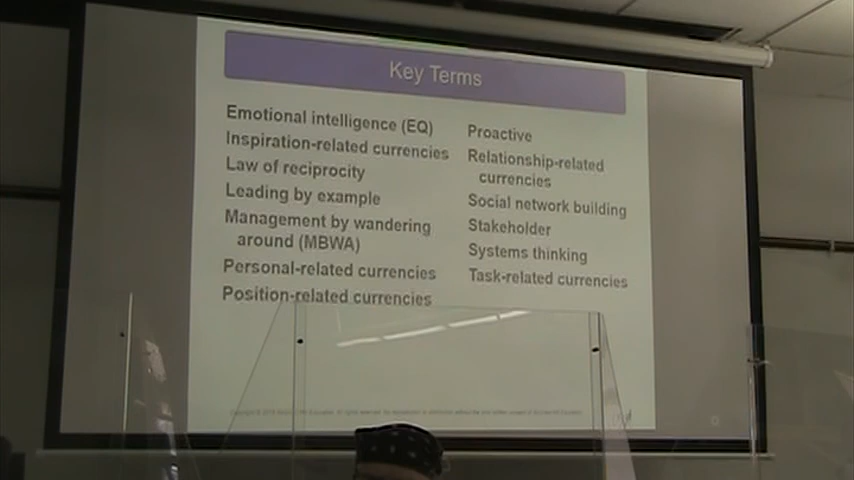 Key Terms
Emotional intelligence (EQ)
Inspiration-related currencies
Law of reciprocity
Leading by example
Management by wandering
around (MBWA)
Personal-related currencies
Position-related currencies
Proactive
Relationship-related
currencies
Social network building
Stakeholder
Systems thinking
Task-related currencies